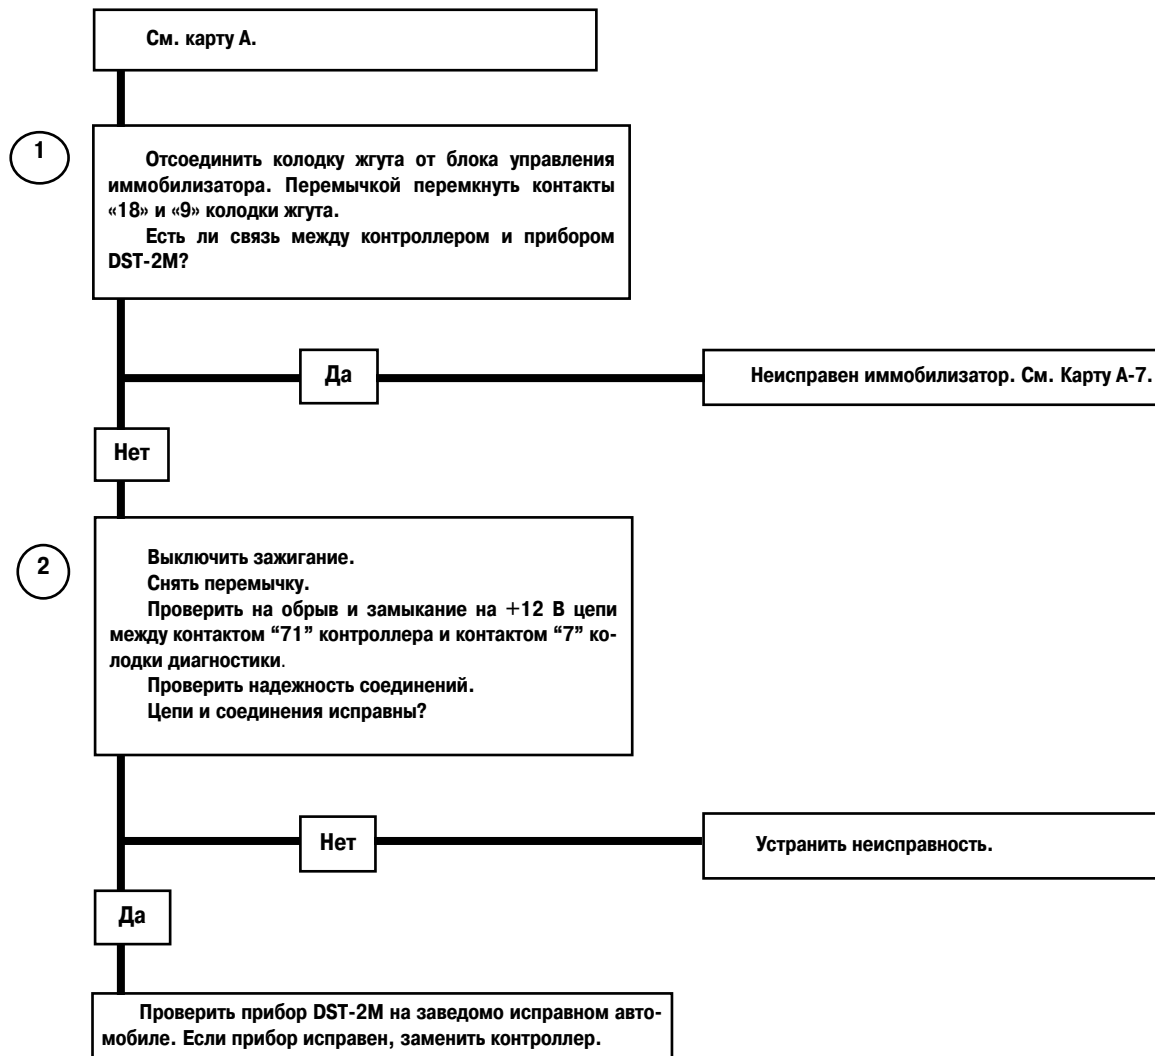 См. карту А.
1
Отсоединить колодку жгута от блока управления
иммобилизатора. Перемычкой перемкнуть контакты
«18» и «9» колодки жгута.
Есть ли связь между контроллером и прибором
DST-2М?
Да
Неисправен иммобилизатор. См. Карту А-7.
Нет
2
Выключить зажигание.
Снять перемычку.
Проверить на обрыв и замыкание на +12 В цепи
между контактом “71” контроллера и контактом “7” ко-
лодки диагностики.
Проверить надежность соединений.
Цепи и соединения исправны?
Нет
Устранить неисправность.
Да
Проверить прибор DST-2М на заведомо исправном авто-
мобиле. Если прибор исправен, заменить контроллер.